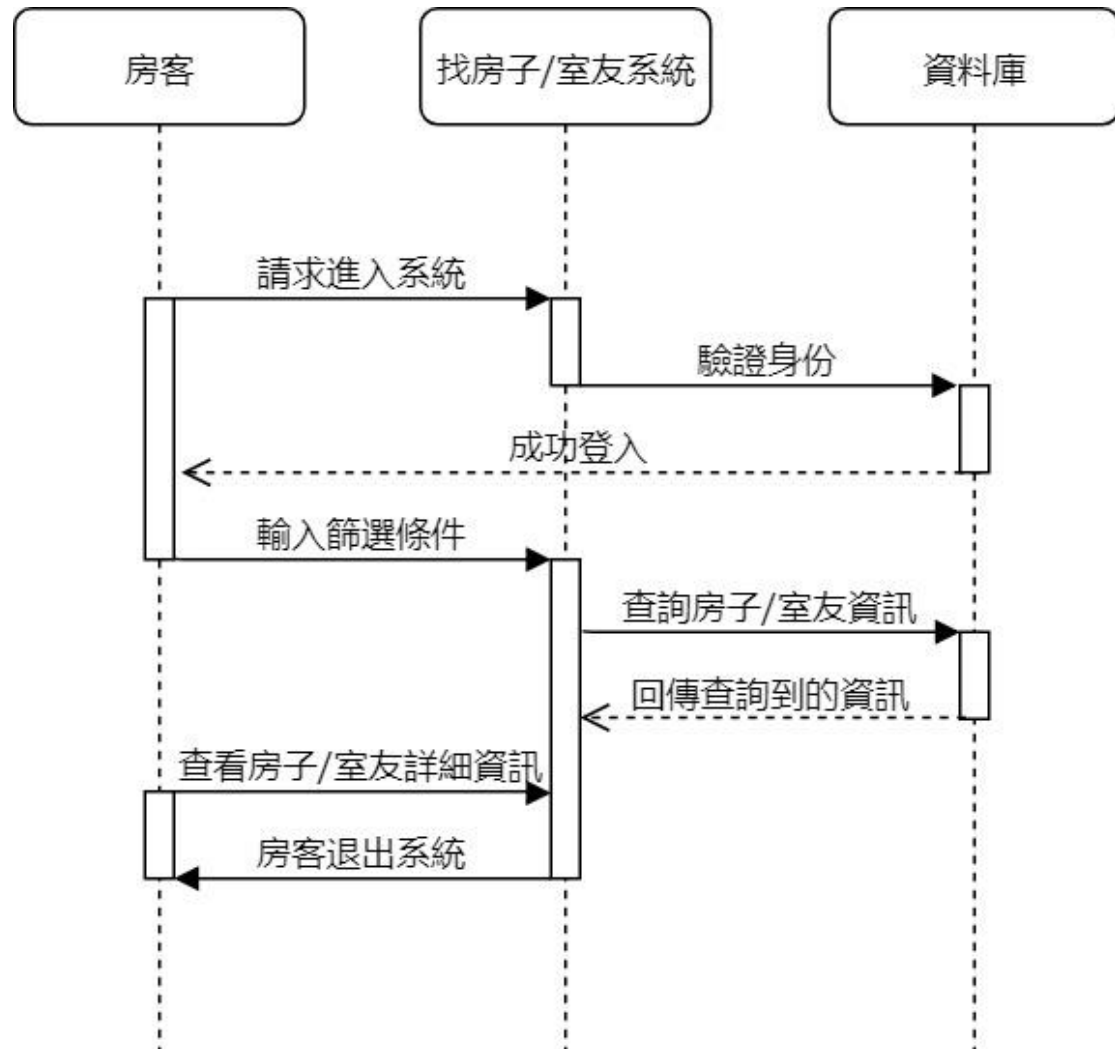 房客
找房子/室友系統
資料庫
請求進入系統
驗證身份
成功登入
輸入篩選條件
查詢房子/室友資訊
回傳查詢到的資訊
查看房子/室友詳細資訊
房客退出系統